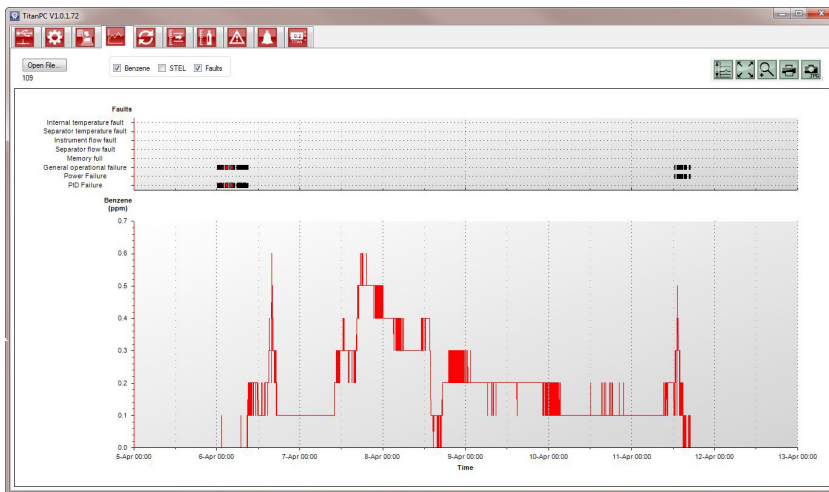 TitanPC V1.0.1.72
Open File...
Benzene STEL Faults
109
Faults
Internal temperature fault
Separator temperature fault
Instrument flow fault
Separator flow fault
Memory full
General operational failure
Power Failure
PID Failure
Benzene
(ppm)
0.7
0.6
0.5
0.4
0.3
0.2
0.1
0.0
5-Apr 00:00 6-Apr 00:00 7-Apr 00:00 8-Apr 00:00 9-Apr 00:00 10-Apr 00:00 11-Apr 00:00 12-Apr 00:00 13-Apr 00:00
Time